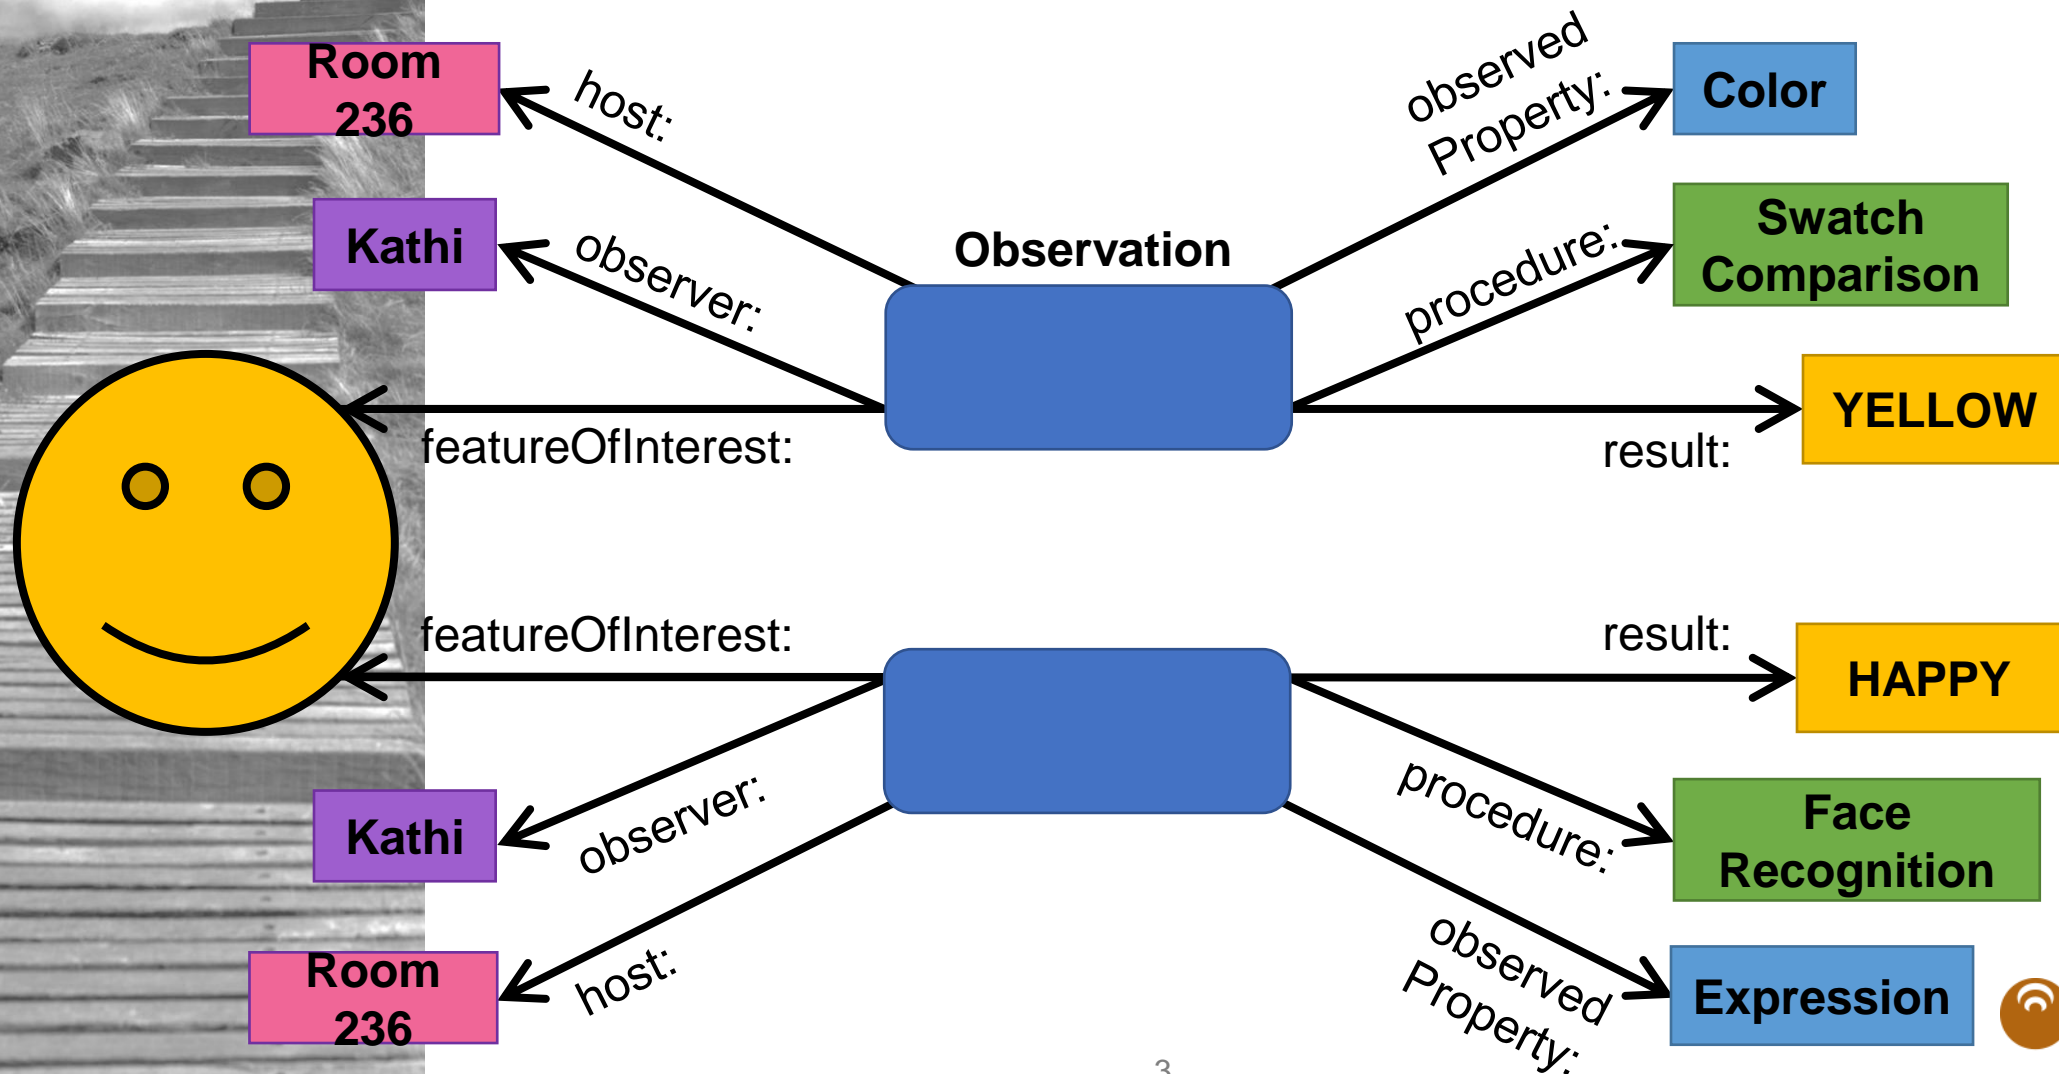 Room
236
host:
observed
Property:
Color
Kathi
observer:
Observation
procedure:
Swatch
Comparison
featureOfInterest:
result:
YELLOW
featureOfInterest:
result:
HAPPY
Kathi
observer:
procedure:
Face
Recognition
Room
236
host:
observed
Property:
Expression
3